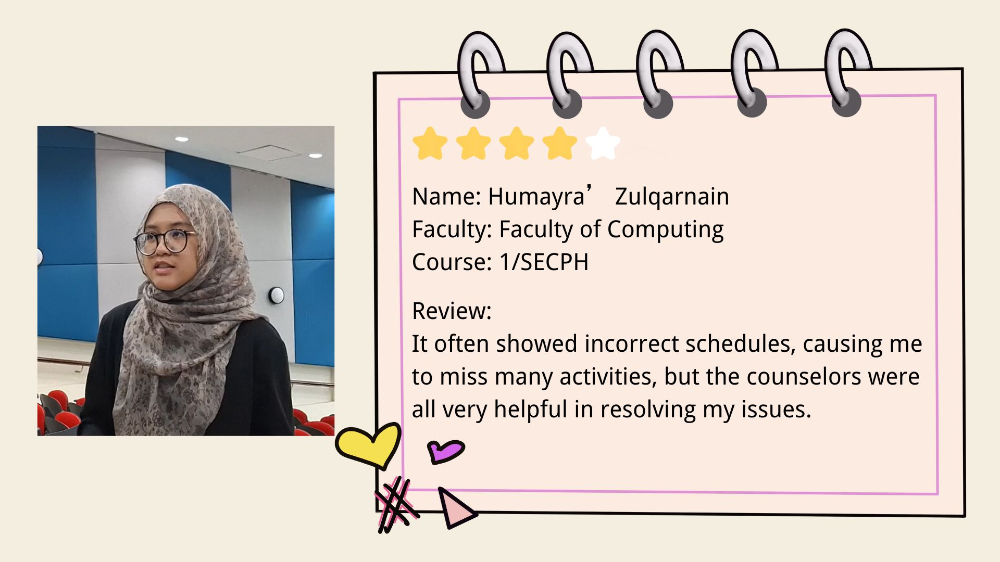 Name: Humayra’ Zulqarnain
Faculty: Faculty of Computing
Course: 1/SECPH
Review:
It often showed incorrect schedules, causing me
to miss many activities, but the counselors were
all very helpful in resolving my issues.